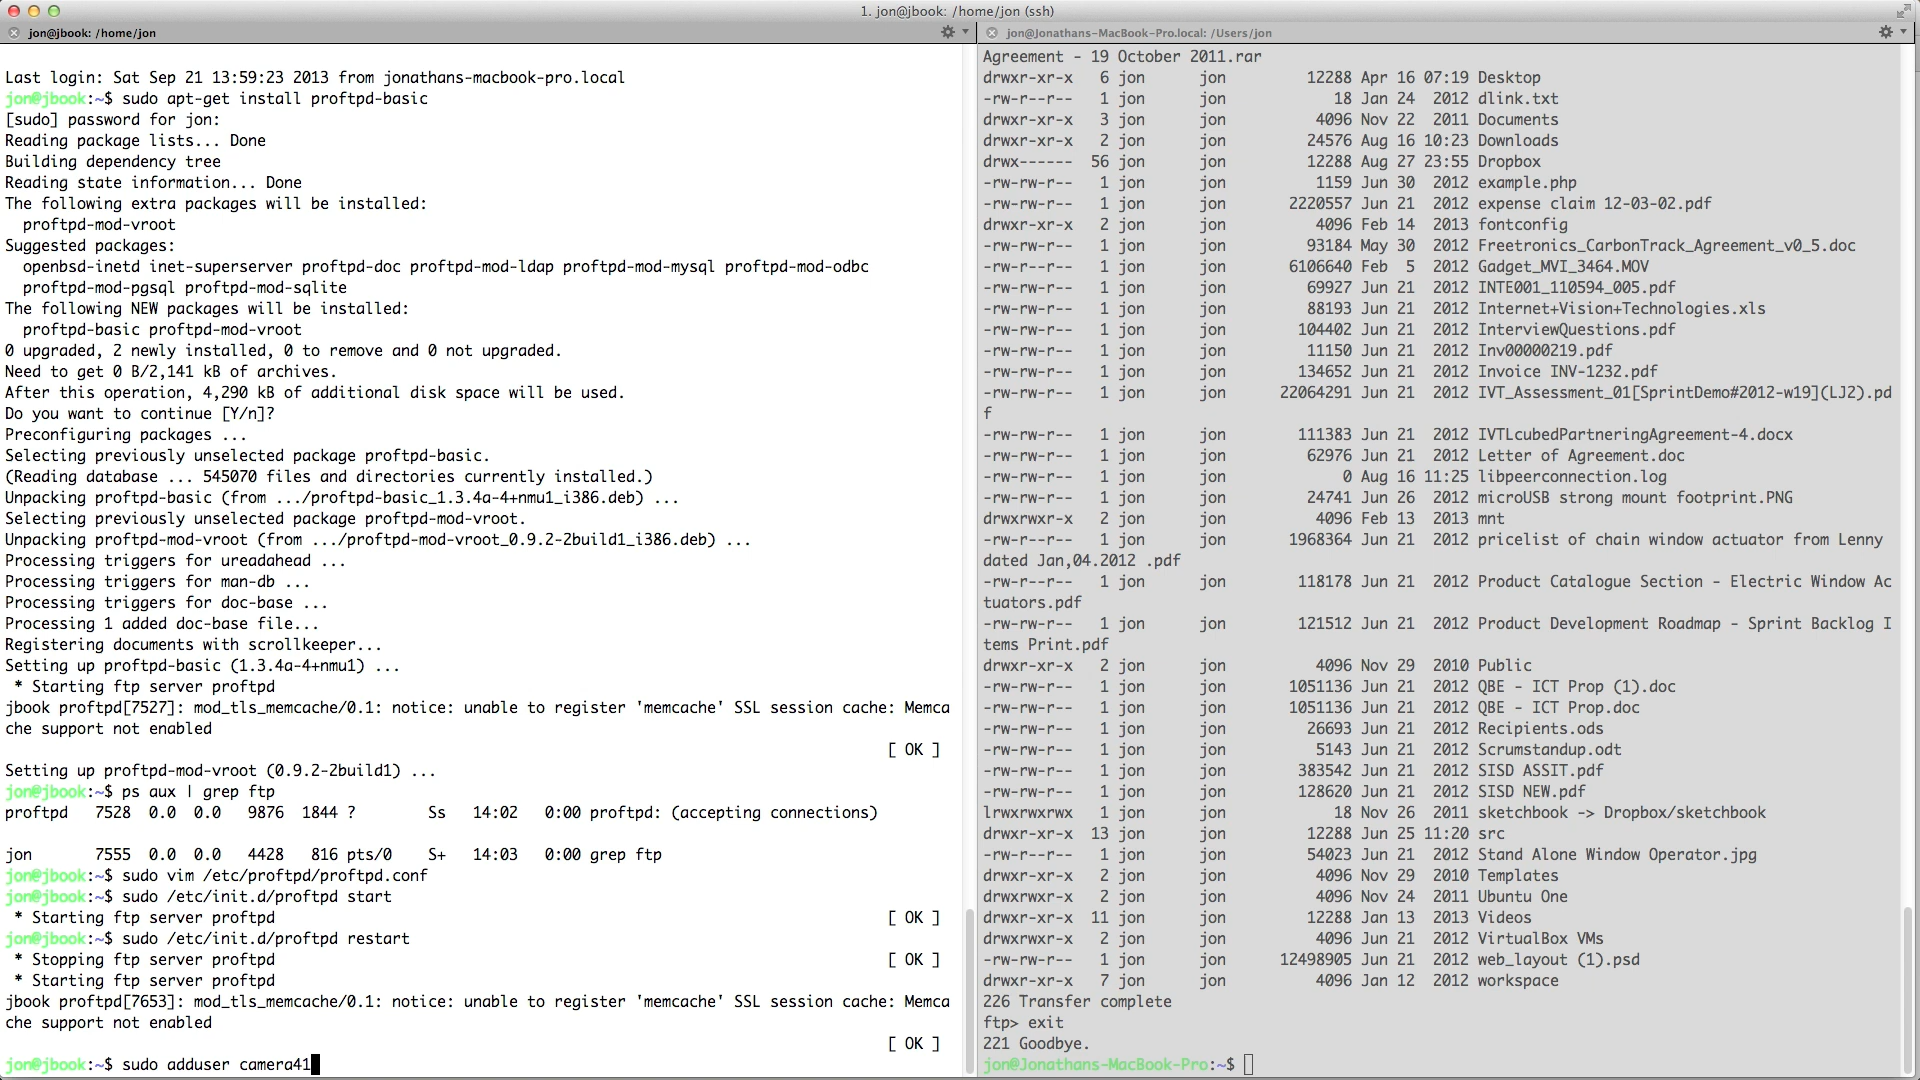 1. jon@jbook: /home/jon (ssh)
jon@jbook: /home/jon
Last login: Sat Sep 21 13:59:23 2013 from jonathans-macbook-pro.local
jon@jbook:~$ sudo apt-get install proftpd-basic
[sudo] password for jon:
Reading package lists... Done
Building dependency tree
Reading state information... Done
The following extra packages will be installed:
  proftpd-mod-vroot
Suggested packages:
  openbsd-inetd inet-superserver proftpd-doc proftpd-mod-ldap proftpd-mod-mysql proftpd-mod-odbc
  proftpd-mod-pgsql proftpd-mod-sqlite
The following NEW packages will be installed:
  proftpd-basic proftpd-mod-vroot
0 upgraded, 2 newly installed, 0 to remove and 0 not upgraded.
Need to get 0 B/2,141 kB of archives.
After this operation, 4,290 kB of additional disk space will be used.
Do you want to continue [Y/n]?
Preconfiguring packages ...
Selecting previously unselected package proftpd-basic.
(Reading database ... 545070 files and directories currently installed.)
Unpacking proftpd-basic (from .../proftpd-basic_1.3.4a-4+nmu1_i386.deb) ...
Selecting previously unselected package proftpd-mod-vroot.
Unpacking proftpd-mod-vroot (from .../proftpd-mod-vroot_0.9.2-2build1_i386.deb) ...
Processing triggers for ureadahead ...
Processing triggers for man-db ...
Processing triggers for doc-base ...
Processing 1 added doc-base file...
Registering documents with scrollkeeper...
Setting up proftpd-basic (1.3.4a-4+nmu1) ...
 * Starting ftp server proftpd
jbook proftpd[7527]: mod_tls_memcache/0.1: notice: unable to register 'memcache' SSL session cache: Memca
che support not enabled
[ OK ]
Setting up proftpd-mod-vroot (0.9.2-2build1) ...
jon@jbook:~$ ps aux | grep ftp
proftpd   7528  0.0  0.0   9876  1844 ?        Ss   14:02   0:00 proftpd: (accepting connections)
jon       7555  0.0  0.0   4428   816 pts/0    S+   14:03   0:00 grep ftp
jon@jbook:~$ sudo vim /etc/proftpd/proftpd.conf
jon@jbook:~$ sudo /etc/init.d/proftpd start
 * Starting ftp server proftpd [ OK ]
jon@jbook:~$ sudo /etc/init.d/proftpd restart
 * Stopping ftp server proftpd [ OK ]
 * Starting ftp server proftpd
jbook proftpd[7653]: mod_tls_memcache/0.1: notice: unable to register 'memcache' SSL session cache: Memca
che support not enabled
[ OK ]
jon@jbook:~$ sudo adduser camera41
jon@Jonathans-MacBook-Pro.local: /Users/jon
Agreement - 19 October 2011.rar
drwxr-xr-x   6 jon      jon         12288 Apr 16 07:19 Desktop
-rw-r--r--   1 jon      jon            18 Jan 24  2012 dlink.txt
drwxr-xr-x   3 jon      jon          4096 Nov 22  2011 Documents
drwxr-xr-x   2 jon      jon         24576 Aug 16 10:23 Downloads
drwx------  56 jon      jon         12288 Aug 27 23:55 Dropbox
-rw-rw-r--   1 jon      jon          1159 Jun 30  2012 example.php
-rw-rw-r--   1 jon      jon       2220557 Jun 21  2012 expense claim 12-03-02.pdf
drwxr-xr-x   2 jon      jon          4096 Feb 14  2013 fontconfig
-rw-rw-r--   1 jon      jon         93184 May 30  2012 Freetronics_CarbonTrack_Agreement_v0_5.doc
-rw-r--r--   1 jon      jon       6106640 Feb  5  2012 Gadget_MVI_3464.MOV
-rw-rw-r--   1 jon      jon         69927 Jun 21  2012 INTE001_110594_005.pdf
-rw-rw-r--   1 jon      jon         88193 Jun 21  2012 Internet+Vision+Technologies.xls
-rw-rw-r--   1 jon      jon        104402 Jun 21  2012 InterviewQuestions.pdf
-rw-rw-r--   1 jon      jon         11150 Jun 21  2012 Inv00000219.pdf
-rw-rw-r--   1 jon      jon        134652 Jun 21  2012 Invoice INV-1232.pdf
-rw-rw-r--   1 jon      jon      22064291 Jun 21  2012 IVT_Assessment_01[SprintDemo#2012-w19](LJ2).pd
f
-rw-rw-r--   1 jon      jon        111383 Jun 21  2012 IVTLcubedPartneringAgreement-4.docx
-rw-rw-r--   1 jon      jon         62976 Jun 21  2012 Letter of Agreement.doc
-rw-rw-r--   1 jon      jon             0 Aug 16 11:25 libpeerconnection.log
-rw-rw-r--   1 jon      jon         24741 Jun 26  2012 microUSB strong mount footprint.PNG
drwxrwxr-x   2 jon      jon          4096 Feb 13  2013 mnt
-rw-rw-r--   1 jon      jon       1968364 Jun 21  2012 pricelist of chain window actuator from Lenny
dated Jan,04.2012 .pdf
-rw-r--r--   1 jon      jon        118178 Jun 21  2012 Product Catalogue Section - Electric Window Ac
tuators.pdf
-rw-rw-r--   1 jon      jon        121512 Jun 21  2012 Product Development Roadmap - Sprint Backlog I
tems Print.pdf
drwxr-xr-x   2 jon      jon          4096 Nov 29  2010 Public
-rw-rw-r--   1 jon      jon       1051136 Jun 21  2012 QBE - ICT Prop (1).doc
-rw-rw-r--   1 jon      jon       1051136 Jun 21  2012 QBE - ICT Prop.doc
-rw-rw-r--   1 jon      jon         26693 Jun 21  2012 Recipients.ods
-rw-rw-r--   1 jon      jon          5143 Jun 21  2012 Scrumstandup.odt
-rw-rw-r--   1 jon      jon        383542 Jun 21  2012 SISD ASSIT.pdf
-rw-rw-r--   1 jon      jon        128620 Jun 21  2012 SISD NEW.pdf
lrwxrwxrwx   1 jon      jon            18 Nov 26  2011 sketchbook -> Dropbox/sketchbook
drwxr-xr-x  13 jon      jon         12288 Jun 25 11:20 src
-rw-r--r--   1 jon      jon         54023 Jun 21  2012 Stand Alone Window Operator.jpg
drwxr-xr-x   2 jon      jon          4096 Nov 29  2010 Templates
drwxrwxr-x   2 jon      jon          4096 Nov 24  2011 Ubuntu One
drwxr-xr-x  11 jon      jon         12288 Jan 13  2013 Videos
drwxrwxr-x   2 jon      jon          4096 Jun 21  2012 VirtualBox VMs
-rw-rw-r--   1 jon      jon      12498905 Jun 21  2012 web_layout (1).psd
drwxr-xr-x   7 jon      jon          4096 Jan 12  2012 workspace
226 Transfer complete
ftp> exit
221 Goodbye.
jon@Jonathans-MacBook-Pro:~$